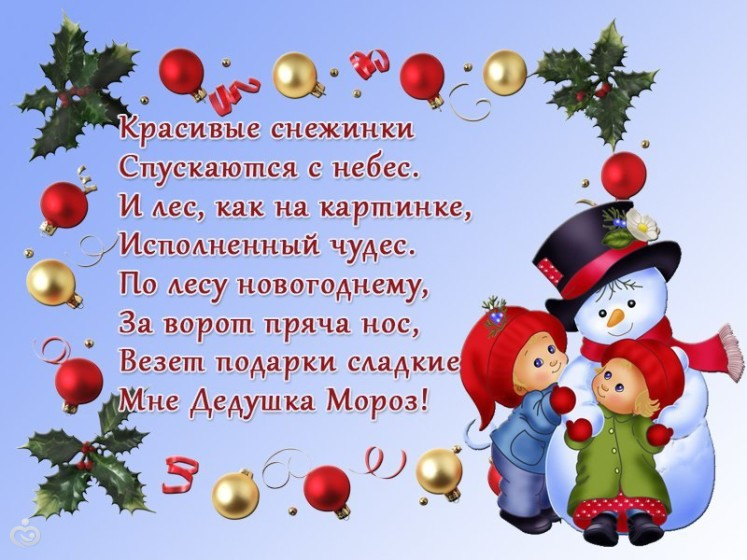 Красивые снежинки
Спускаются с небес.
И лес, как на картинке,
Исполненный чудес.
По лесу новогоднему,
За ворот пряча нос,
Везет подарки сладкие
Мне Дедушка Мороз!